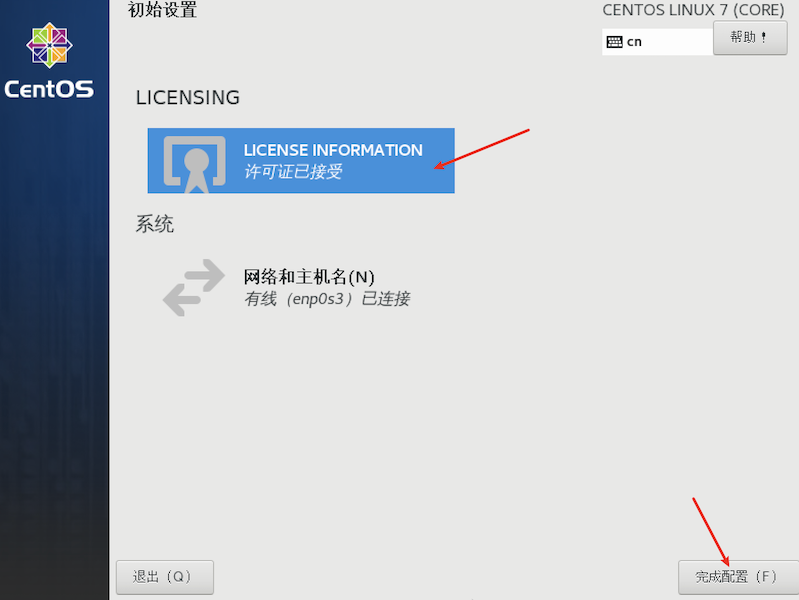 初始设置
CENTOS LINUX 7 (CORE)
cn
帮助！
CentOS
LICENSING
LICENSE INFORMATION
许可证已接受
系统
网络和主机名(N)
有线（enp0s3）已连接
退出（Q）
完成配置（F）